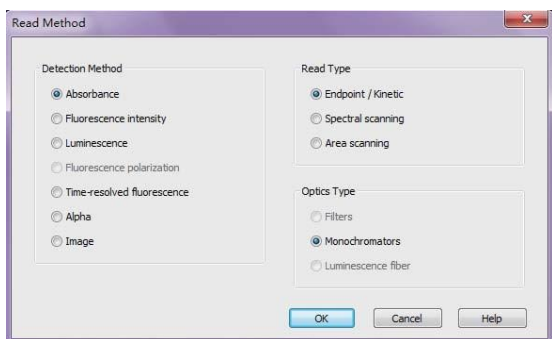 Read Method
Detection Method
Absorbance
Fluorescence intensity
Luminescence
Fluorescence polarization
Time-resolved fluorescence
Alpha
Image
Read Type
Endpoint / Kinetic
Spectral scanning
Area scanning
Optics Type
Filters
Monochromators
Luminescence fiber
OK
Cancel
Help